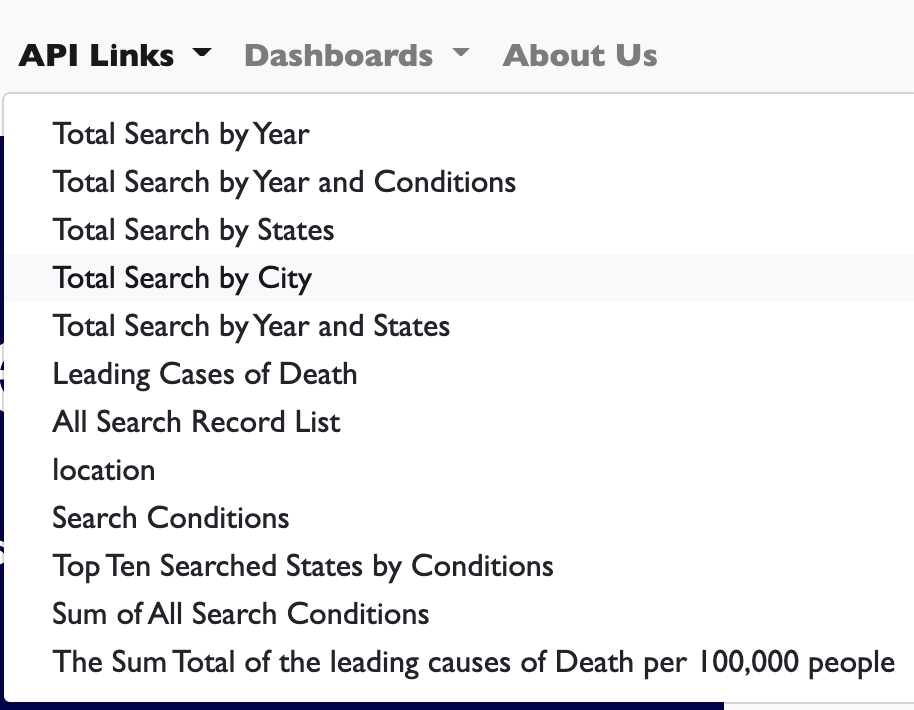 API Links Dashboards About Us
Total Search by Year
Total Search by Year and Conditions
Total Search by States
Total Search by City
Total Search by Year and States
Leading Cases of Death
All Search Record List
location
Search Conditions
Top Ten Searched States by Conditions
Sum of All Search Conditions
The Sum Total of the leading causes of Death per 100,000 people